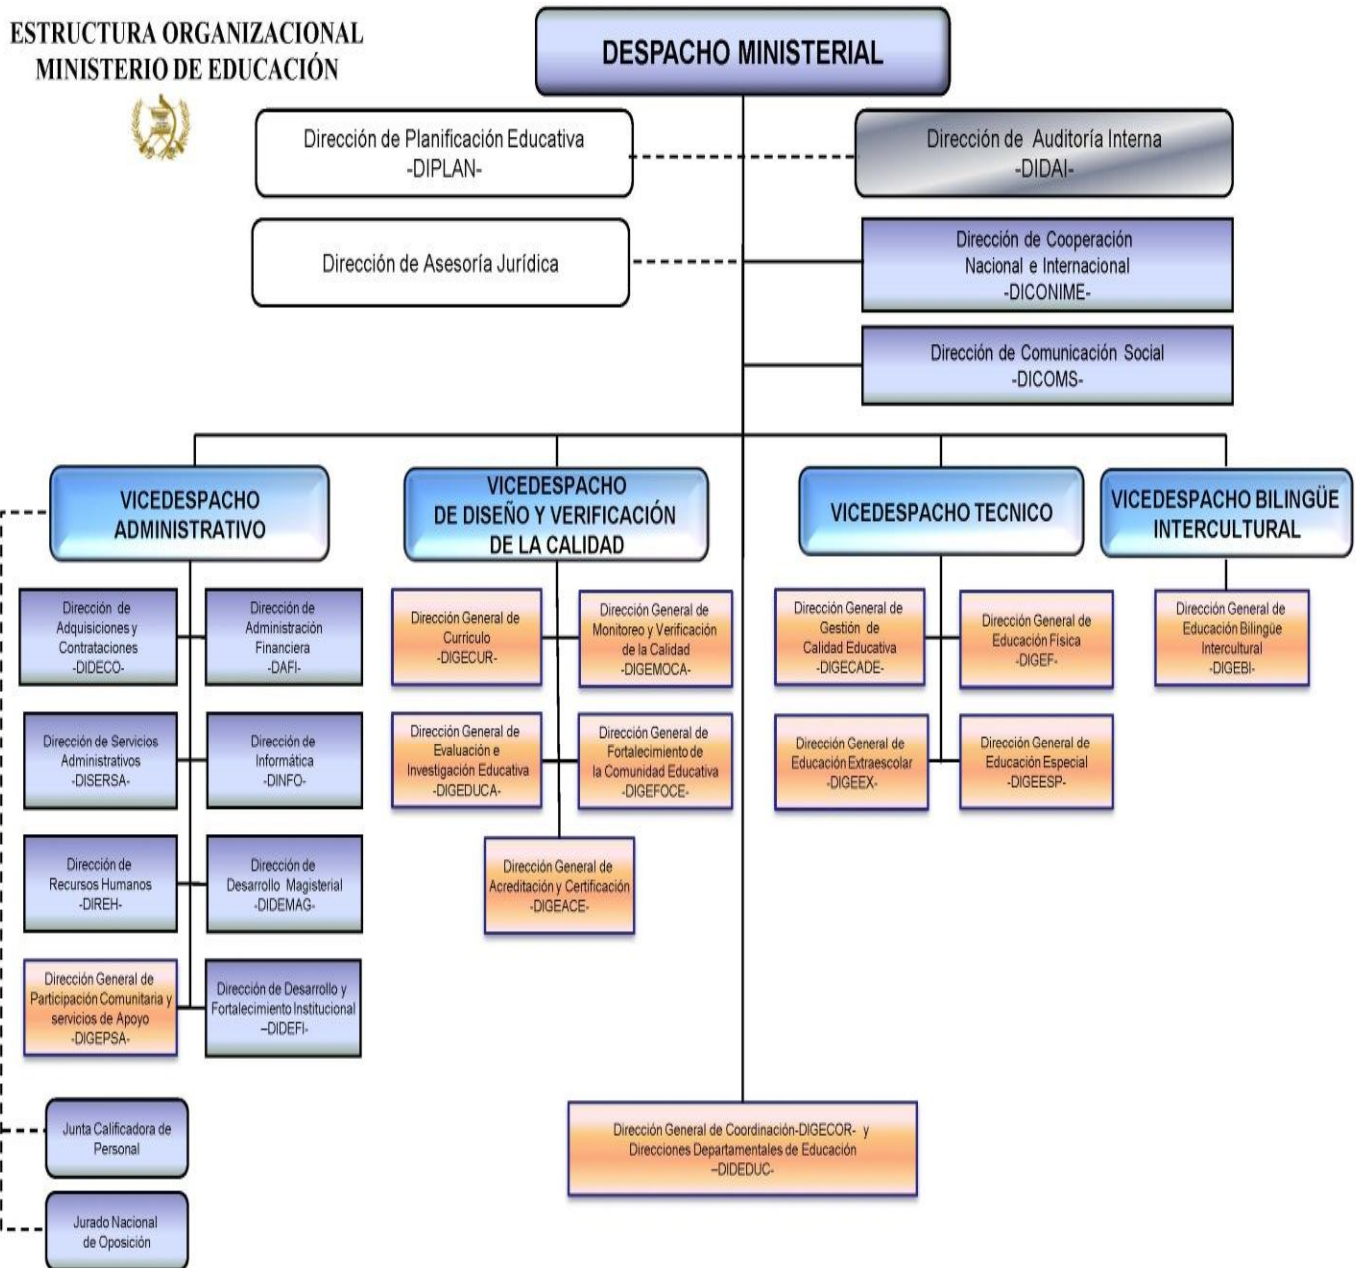 ESTRUCTURA ORGANIZACIONAL
MINISTERIO DE EDUCACIÓN
DESPACHO MINISTERIAL
Dirección de Planificación Educativa
-DIPLAN-
Dirección de Auditoría Interna
-DIDAI-
Dirección de Asesoría Jurídica
Dirección de Cooperación
Nacional e Internacional
-DICONIME-
Dirección de Comunicación Social
-DICOMS-
VICEDESPACHO
ADMINISTRATIVO
VICEDESPACHO
DE DISEÑO Y VERIFICACIÓN
DE LA CALIDAD
VICEDESPACHO TECNICO
VICEDESPACHO BILINGÜE
INTERCULTURAL
Dirección de
Adquisiciones y
Contrataciones
-DIDECO-
Dirección de
Administración
Financiera
-DAFI-
Dirección General de
Currículo
-DIGECUR-
Dirección General de
Monitoreo y Verificación
de la Calidad
-DIGEMOCA-
Dirección General de
Gestión de
Calidad Educativa
-DIGECADE-
Dirección General de
Educación Física
-DIGEF-
Dirección General de
Educación Bilingüe
Intercultural
-DIGEBI-
Dirección de Servicios
Administrativos
-DISERSA-
Dirección de
Informática
-DINFO-
Dirección General de
Evaluación e
Investigación Educativa
-DIGEDUCA-
Dirección General de
Fortalecimiento de
la Comunidad Educativa
-DIGEFOCE-
Dirección General de
Educación Extraescolar
-DIGEEX-
Dirección General de
Educación Especial
-DIGEESP-
Dirección de
Recursos Humanos
-DIREH-
Dirección de
Desarrollo Magisterial
-DIDEMAG-
Dirección General de
Acreditación y Certificación
-DIGEACE-
Dirección General de
Participación Comunitaria y
servicios de Apoyo
-DIGEPSA-
Dirección de Desarrollo y
Fortalecimiento Institucional
–DIDEFI-
Junta Calificadora de
Personal
Dirección General de Coordinación-DIGECOR- y
Direcciones Departamentales de Educación
–DIDEDUC-
Jurado Nacional
de Oposición